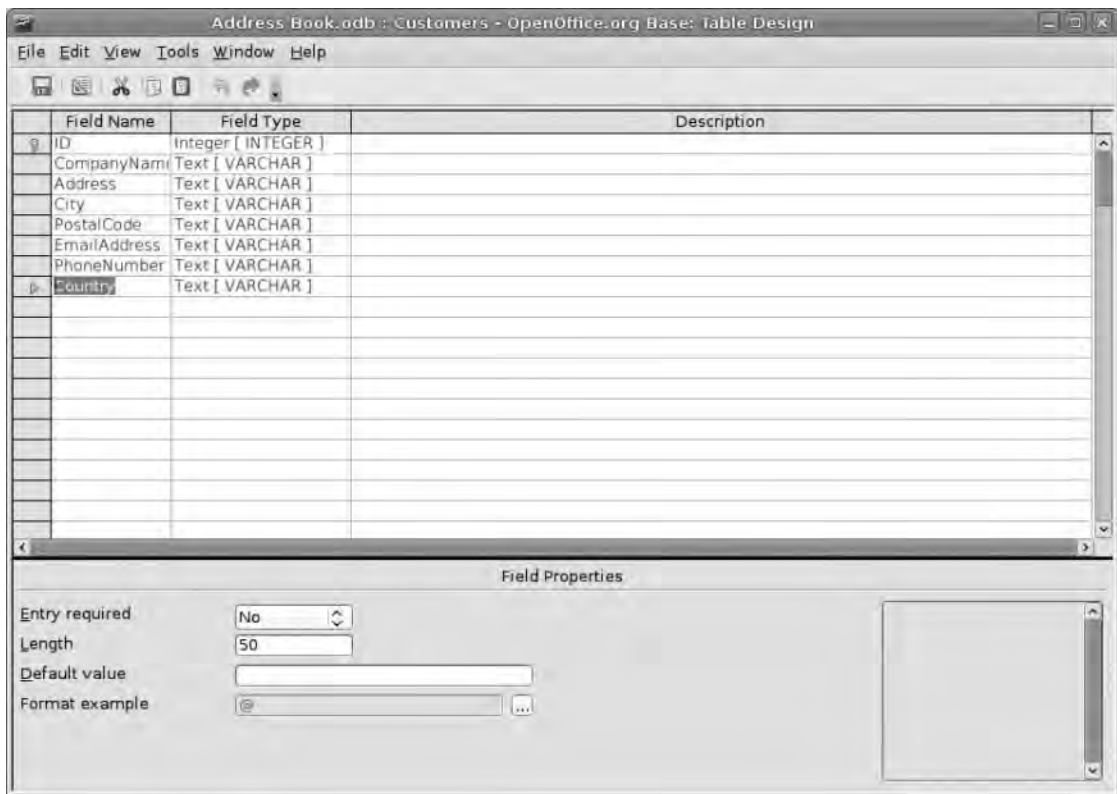 Address Book.odb : Customers - OpenOffice.org Base: Table Design
File Edit View Tools Window Help
Field Name Field Type Description
ID Integer [ INTEGER ]
CompanyNam Text [ VARCHAR ]
Address Text [ VARCHAR ]
City Text [ VARCHAR ]
PostalCode Text [ VARCHAR ]
EmailAddress Text [ VARCHAR ]
PhoneNumber Text [ VARCHAR ]
Country Text [ VARCHAR ]
Field Properties
Entry required No
Length 50
Default value
Format example @ ...